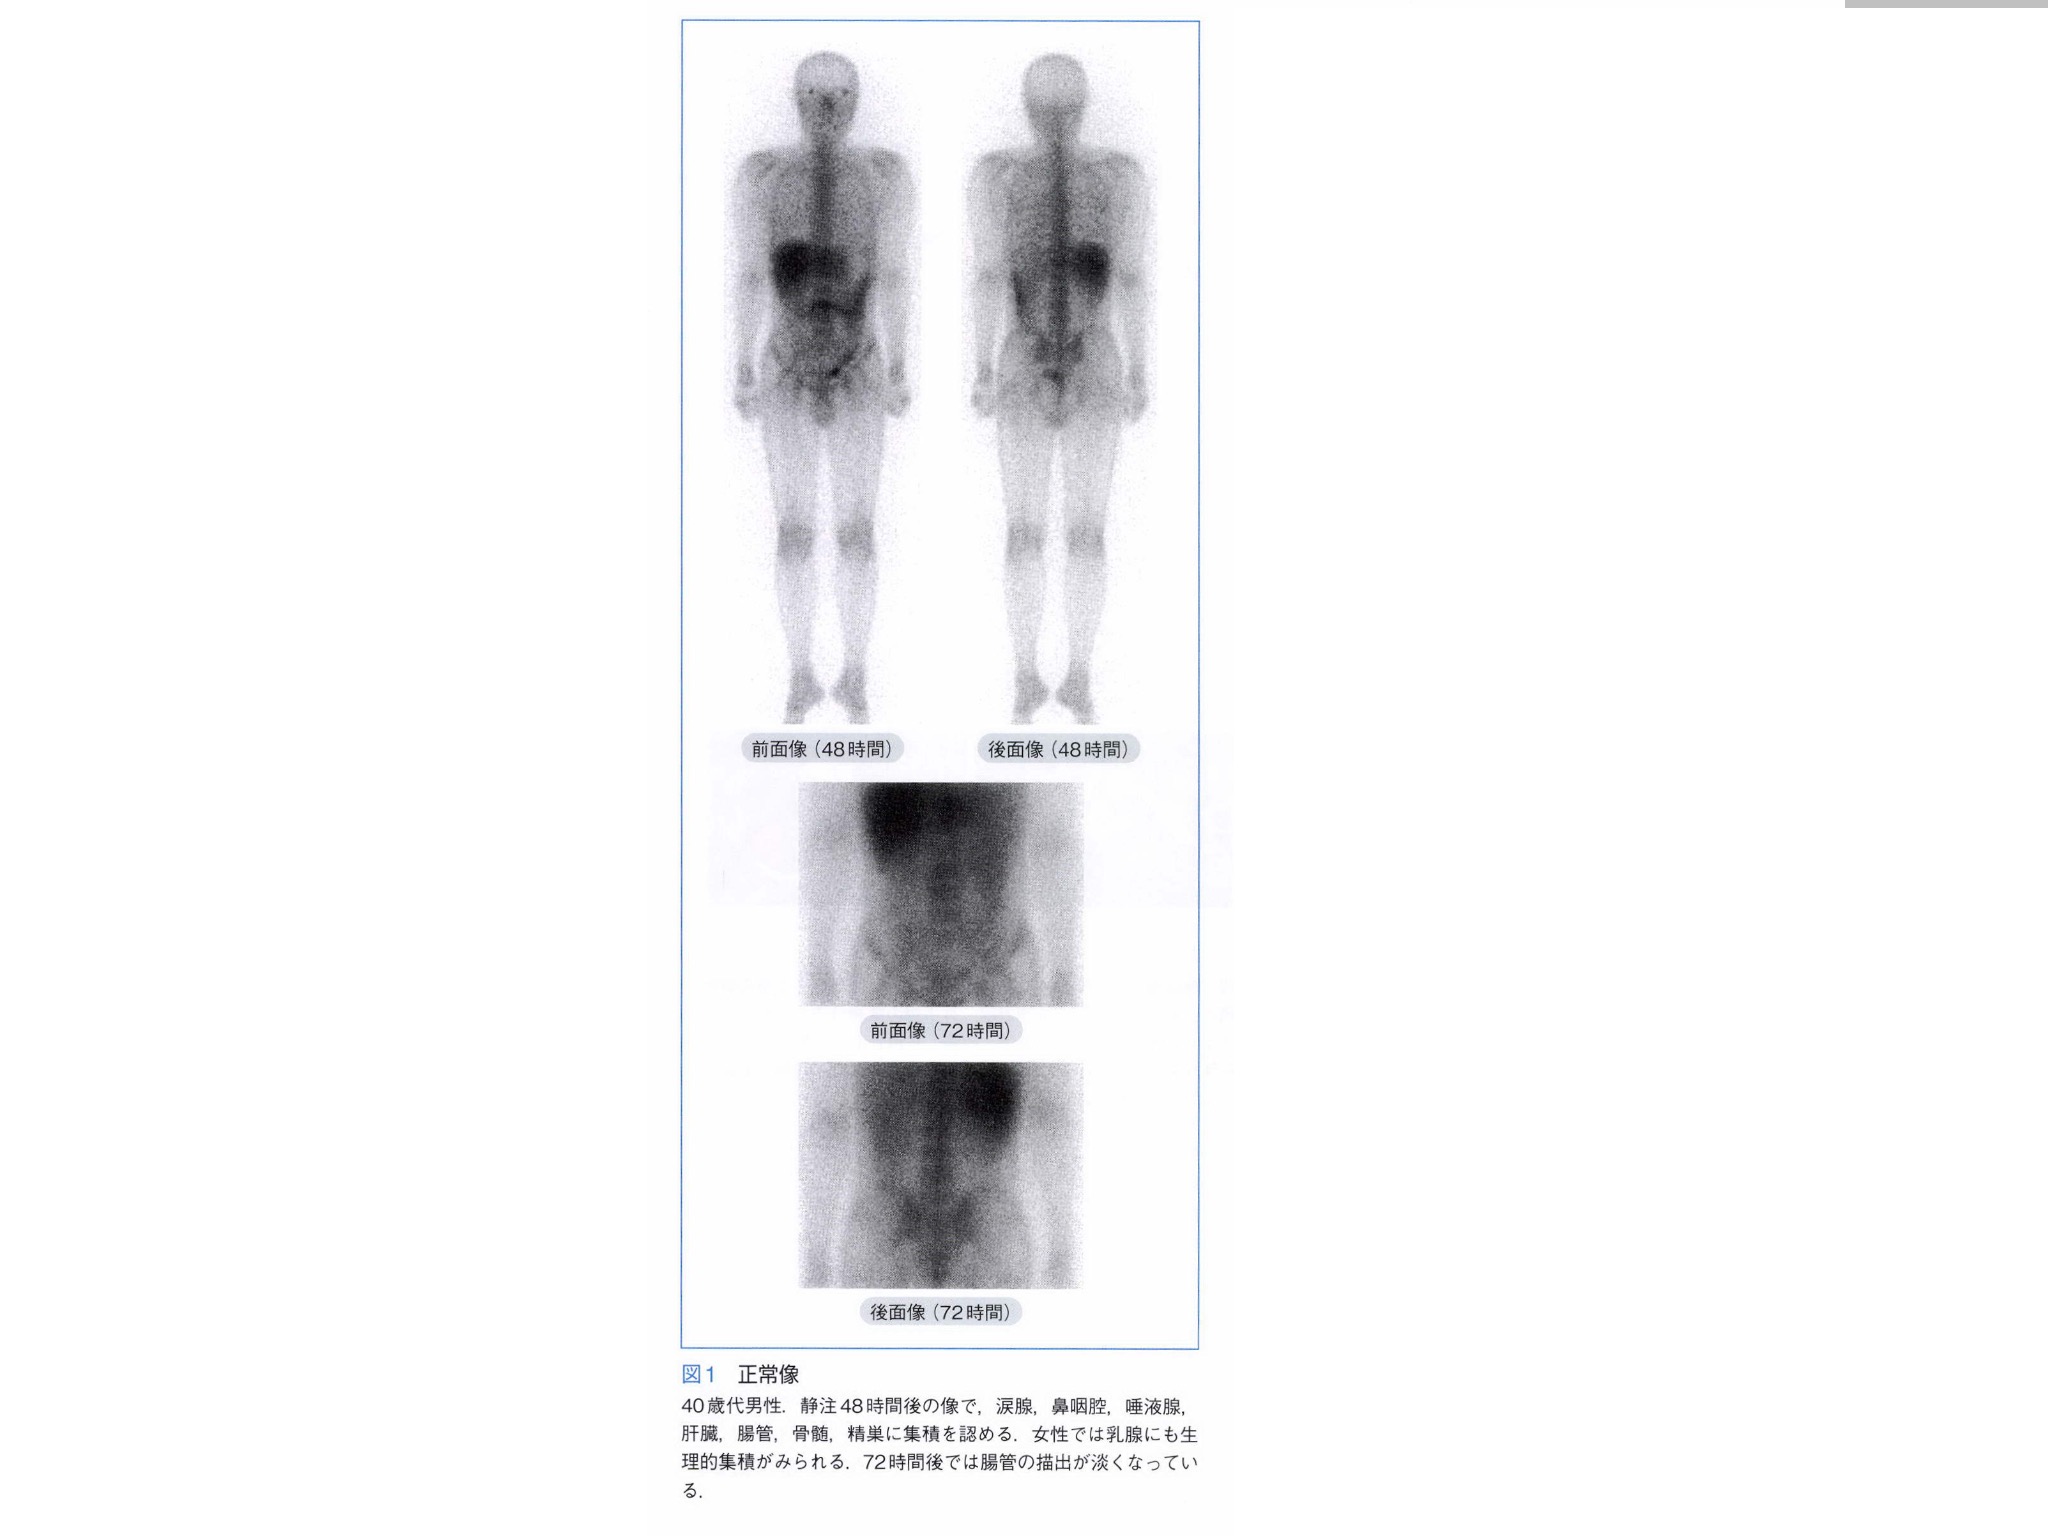 前面像（48時間）
後面像（48時間）
前面像（72時間）
後面像（72時間）
図1　正常像
40歳代男性．静注48時間後の像で，涙腺，鼻咽腔，唾液腺，
肝臓，腸管，骨髄，精巣に集積を認める．女性では乳腺にも生
理的集積がみられる．72時間後では腸管の描出が淡くなってい
る．